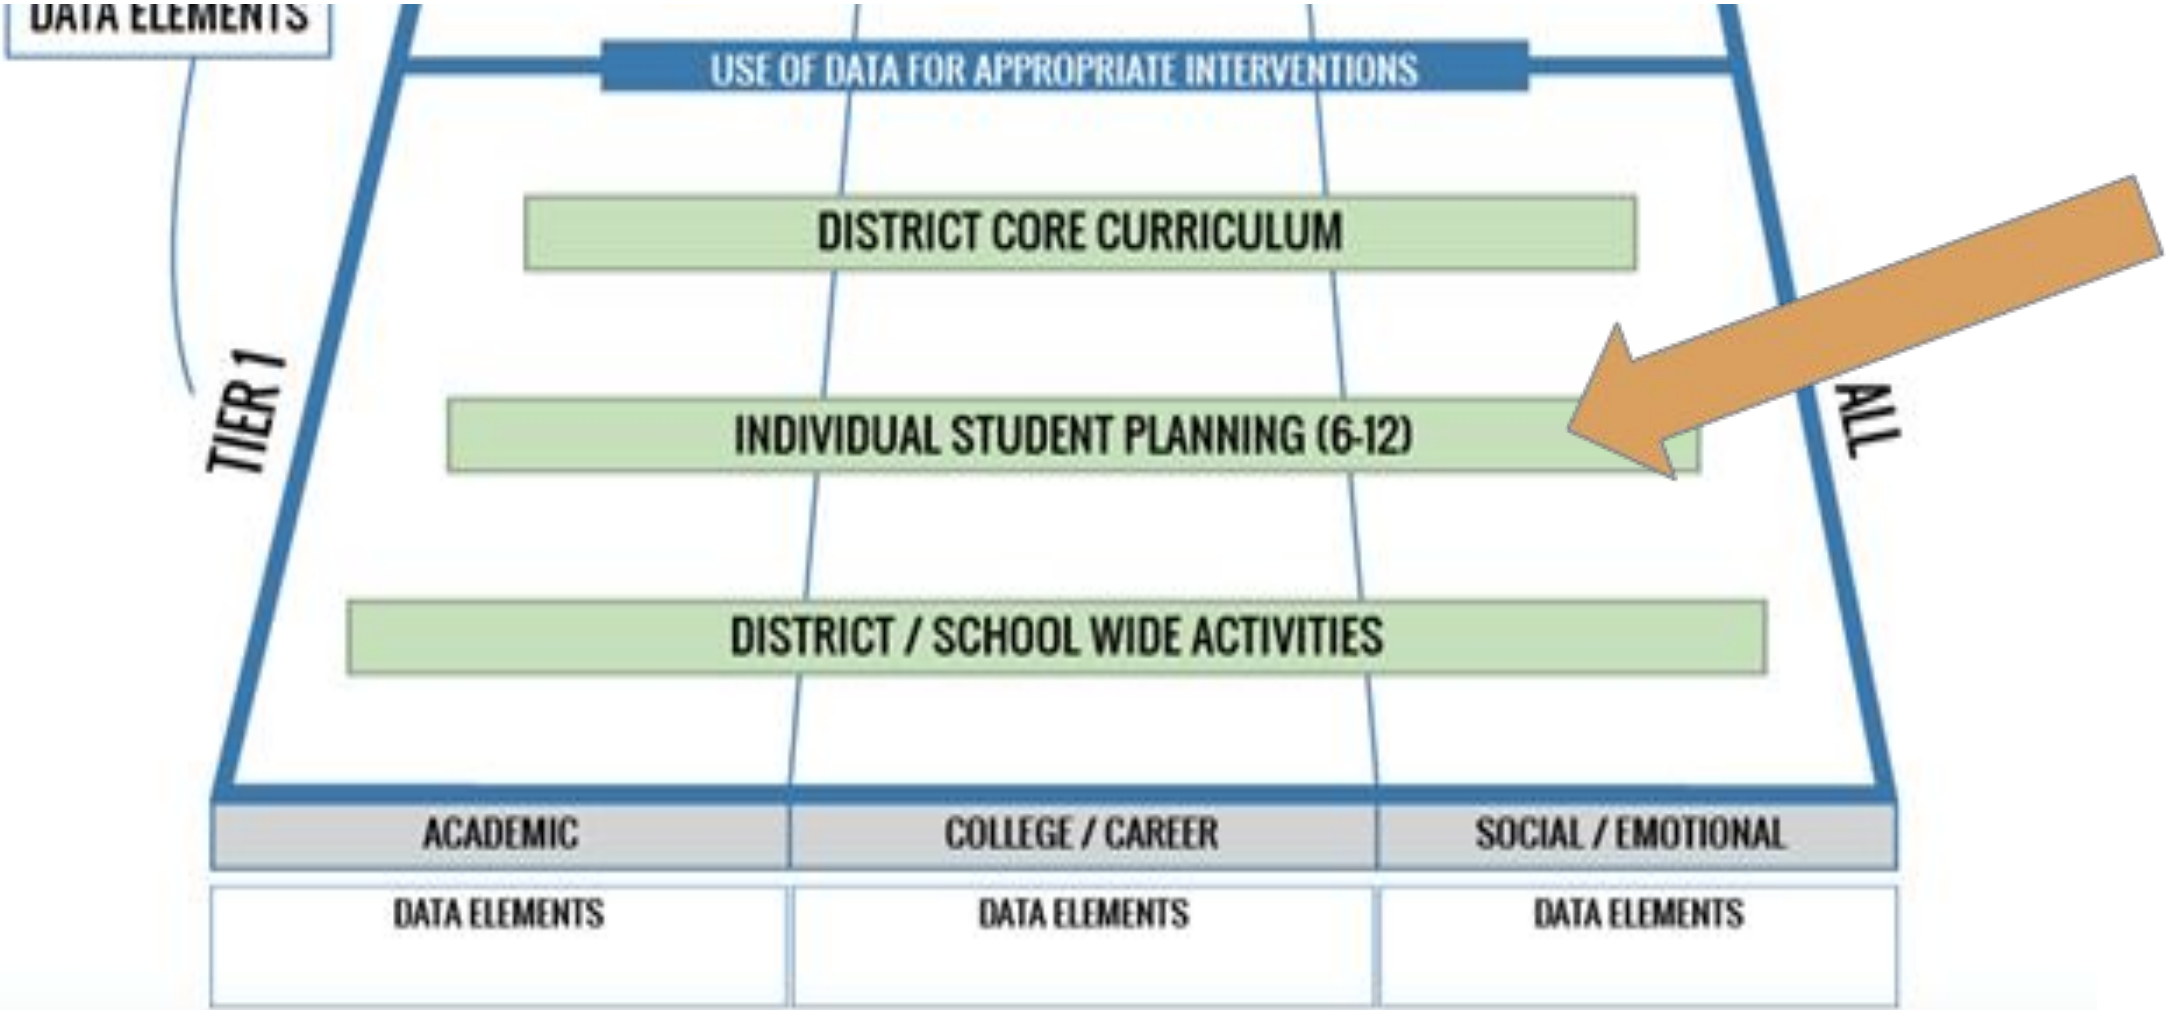 DATA ELEMENTS
USE OF DATA FOR APPROPRIATE INTERVENTIONS
DISTRICT CORE CURRICULUM
TIER 1
ALL
INDIVIDUAL STUDENT PLANNING (6-12)
DISTRICT / SCHOOL WIDE ACTIVITIES
ACADEMIC
COLLEGE / CAREER
SOCIAL / EMOTIONAL
DATA ELEMENTS
DATA ELEMENTS
DATA ELEMENTS